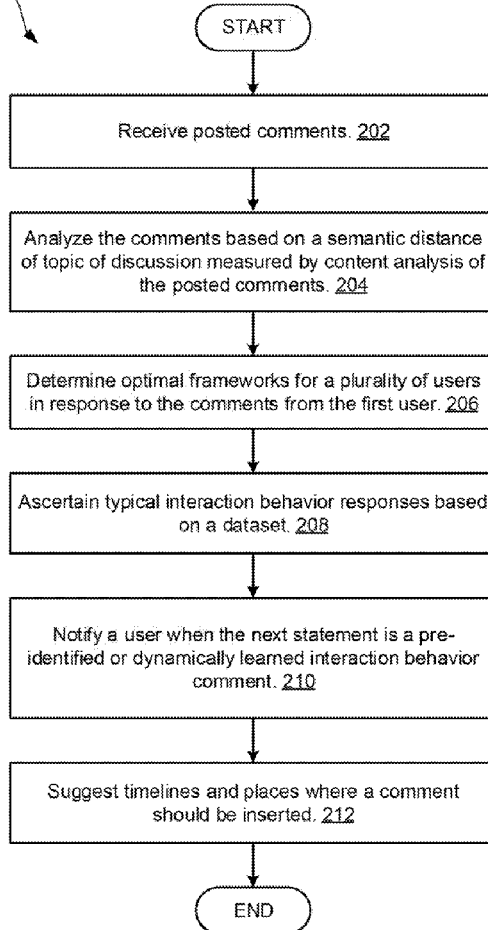 START
Receive posted comments. 202
Analyze the comments based on a semantic distance
of topic of discussion measured by content analysis of
the posted comments. 204
Determine optimal frameworks for a plurality of users
in response to the comments from the first user. 206
Ascertain typical interaction behavior responses based
on a dataset. 208
Notify a user when the next statement is a pre-
identified or dynamically learned interaction behavior
comment. 210
Suggest timelines and places where a comment
should be inserted. 212
END